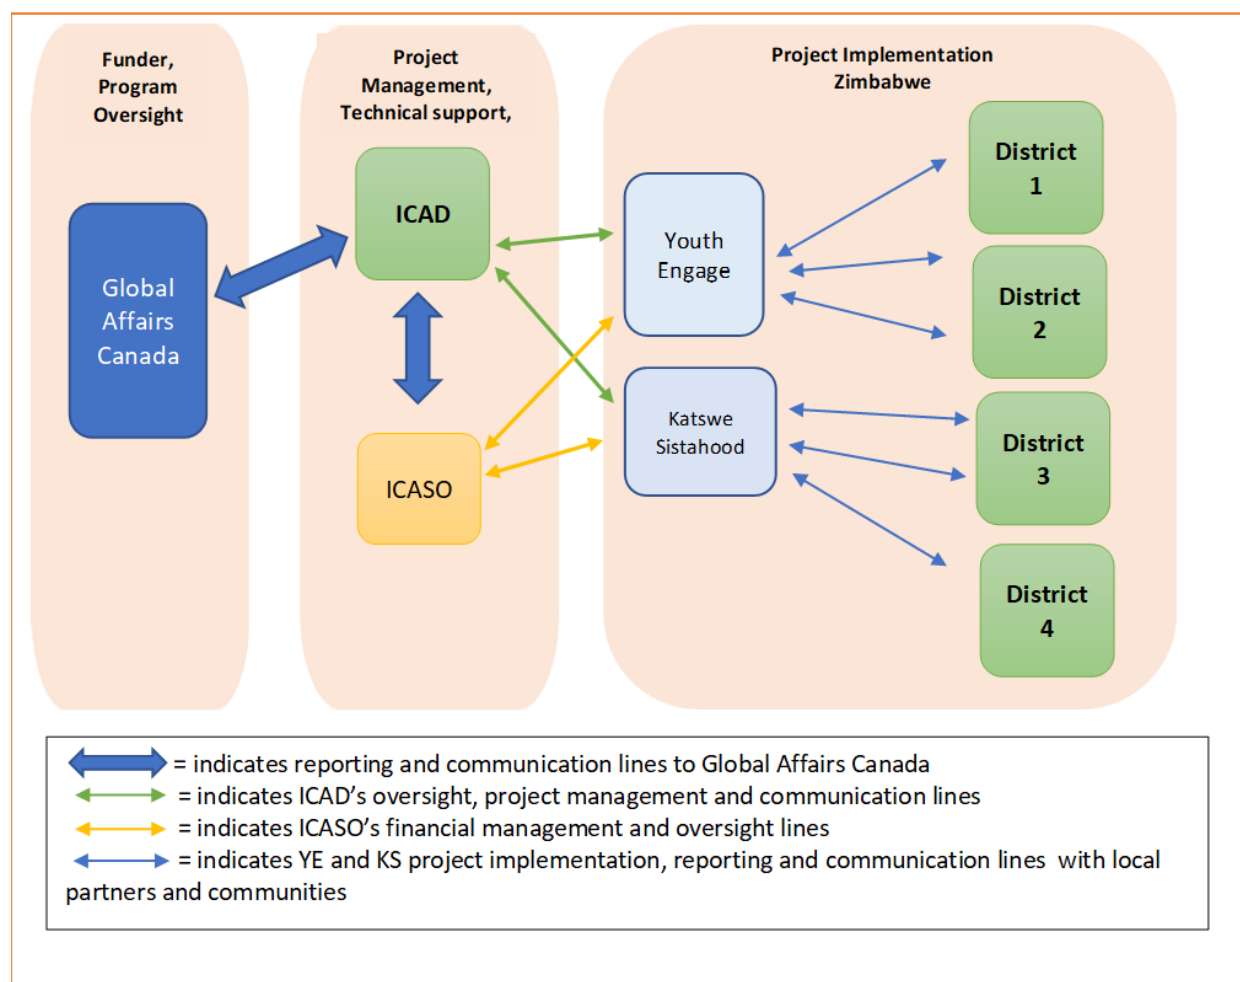 Funder,
Program
Oversight
Project
Management,
Technical support,
Project Implementation
Zimbabwe
Global
Affairs
Canada
ICAD
ICASO
Youth
Engage
Katswe
Sistahood
District
1
District
2
District
3
District
4
= indicates reporting and communication lines to Global Affairs Canada
= indicates ICAD’s oversight, project management and communication lines
= indicates ICASO’s financial management and oversight lines
= indicates YE and KS project implementation, reporting and communication lines  with local
partners and communities